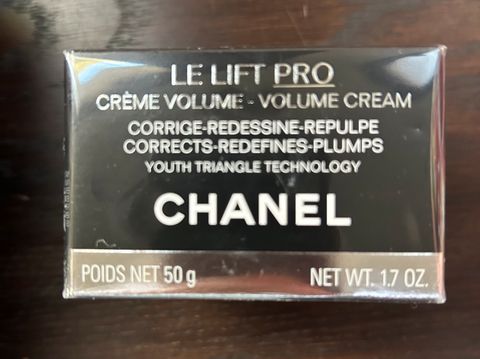 LE LIFT PRO
CRÈME VOLUME - VOLUME CREAM
CORRIGE-REDESSINE-REPULPE
CORRECTS-REDEFINES-PLUMPS
YOUTH TRIANGLE TECHNOLOGY
CHANEL
POIDS NET 50 g NET WT. 1.7 OZ.